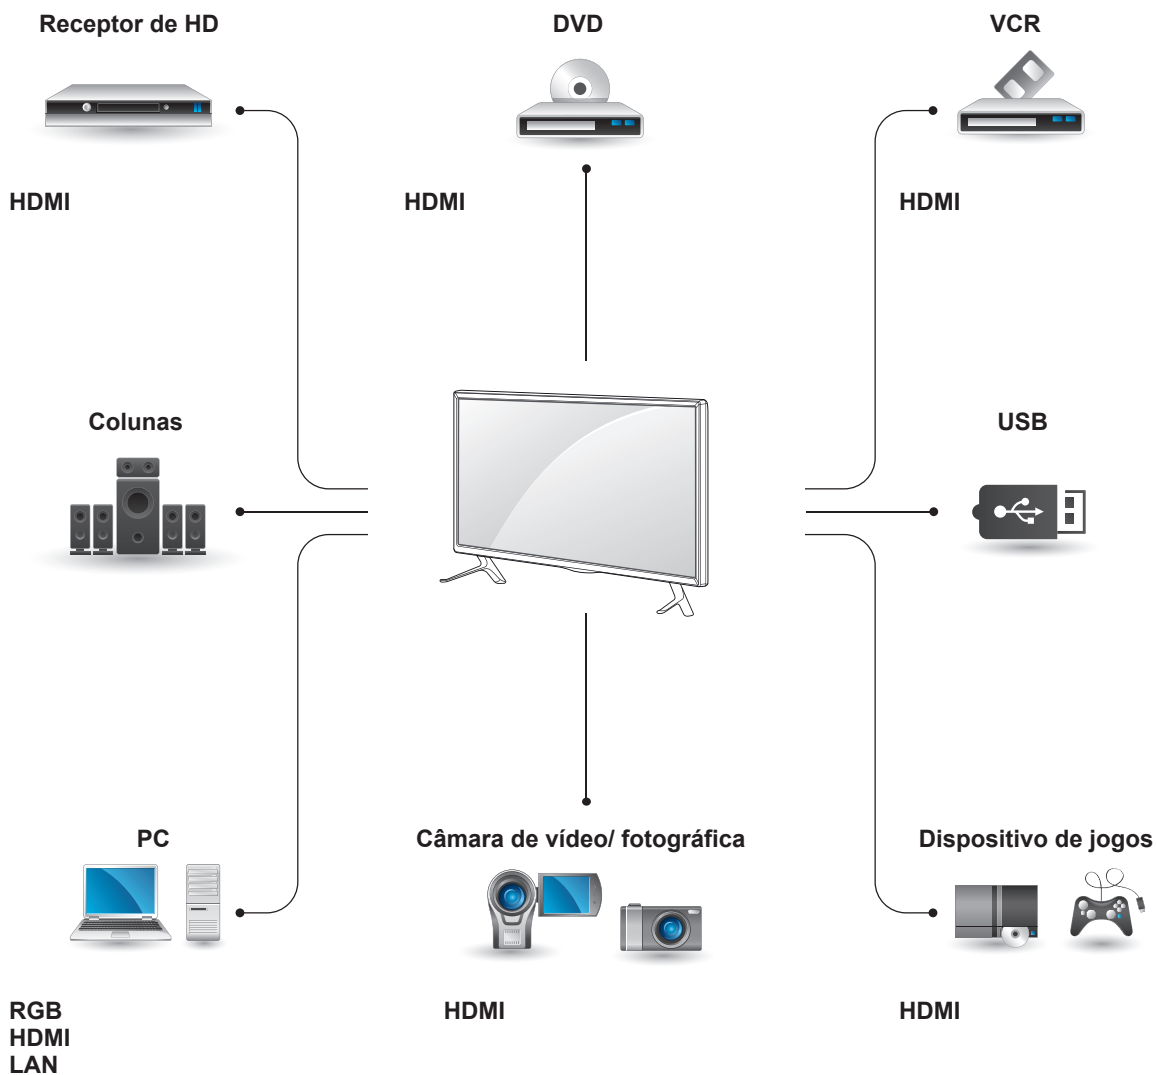 Receptor de HD
DVD
VCR
HDMI
HDMI
HDMI
Colunas
USB
PC
Câmara de vídeo/ fotográfica
Dispositivo de jogos
RGB
HDMI
LAN
HDMI
HDMI